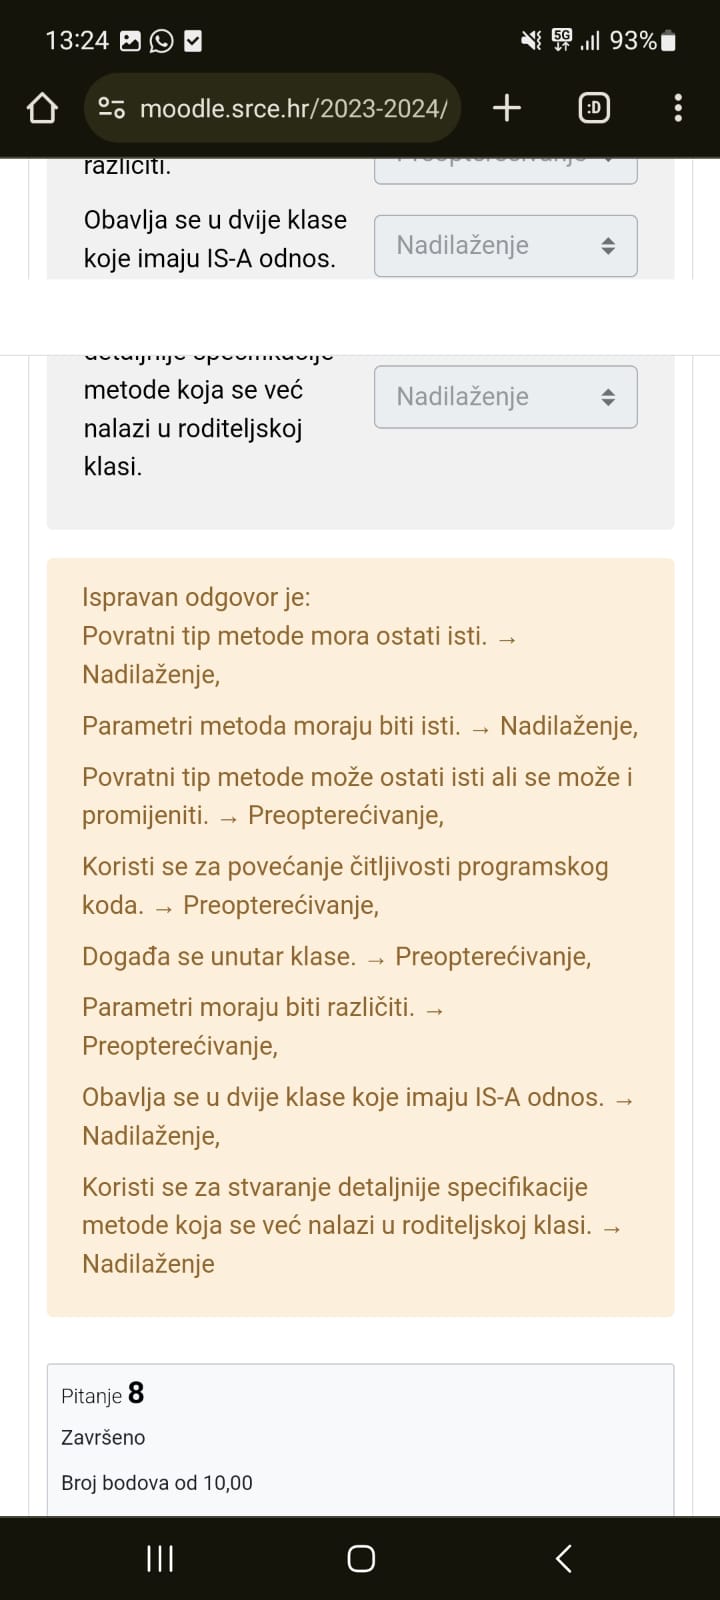 13:24
5G
93%
moodle.srce.hr/2023-2024/
:D
različiti.
Preopterećivanje
Obavlja se u dvije klase
koje imaju IS-A odnos.
Nadilaženje
detaljnije specifikacije
metode koja se već
nalazi u roditeljskoj
klasi.
Nadilaženje
Ispravan odgovor je:
Povratni tip metode mora ostati isti. →
Nadilaženje,
Parametri metoda moraju biti isti. → Nadilaženje,
Povratni tip metode može ostati isti ali se može i
promijeniti. → Preopterećivanje,
Koristi se za povećanje čitljivosti programskog
koda. → Preopterećivanje,
Događa se unutar klase. → Preopterećivanje,
Parametri moraju biti različiti. →
Preopterećivanje,
Obavlja se u dvije klase koje imaju IS-A odnos. →
Nadilaženje,
Koristi se za stvaranje detaljnije specifikacije
metode koja se već nalazi u roditeljskoj klasi. →
Nadilaženje
Pitanje 8
Završeno
Broj bodova od 10,00